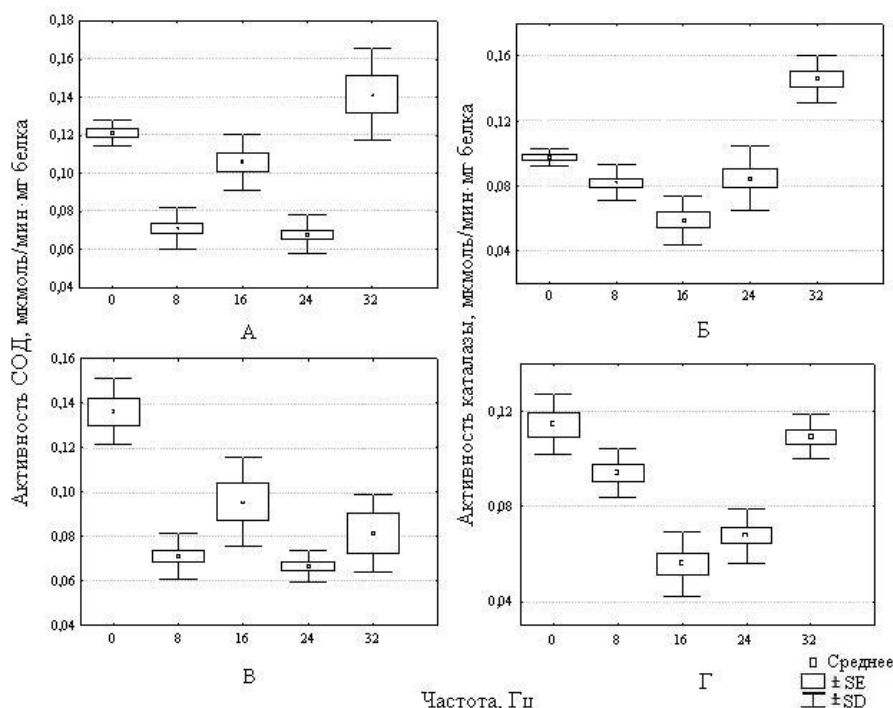 Активность СОД, мкмоль/мин·мг белка
0,18
0,16
0,14
0,12
0,10
0,08
0,06
0,04
0 8 16 24 32
А
Активность каталазы, мкмоль/мин·мг белка
0,16
0,12
0,08
0,04
0 8 16 24 32
Б
0,16
0,14
0,12
0,10
0,08
0,06
0,04
0 8 16 24 32
В
0,12
0,08
0,04
0 8 16 24 32
Г
Частота, Гц
Среднее
±SE
±SD